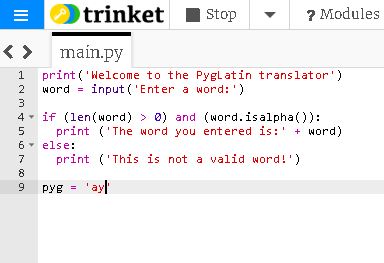 trinket Stop ? Modules
main.py
1 print('Welcome to the PygLatin translator')
2 word = input('Enter a word:')
3
4 if (len(word) > 0) and (word.isalpha()):
5 print ('The word you entered is:' + word)
6 else:
7 print ('This is not a valid word!')
8
9 pyg = 'ay'